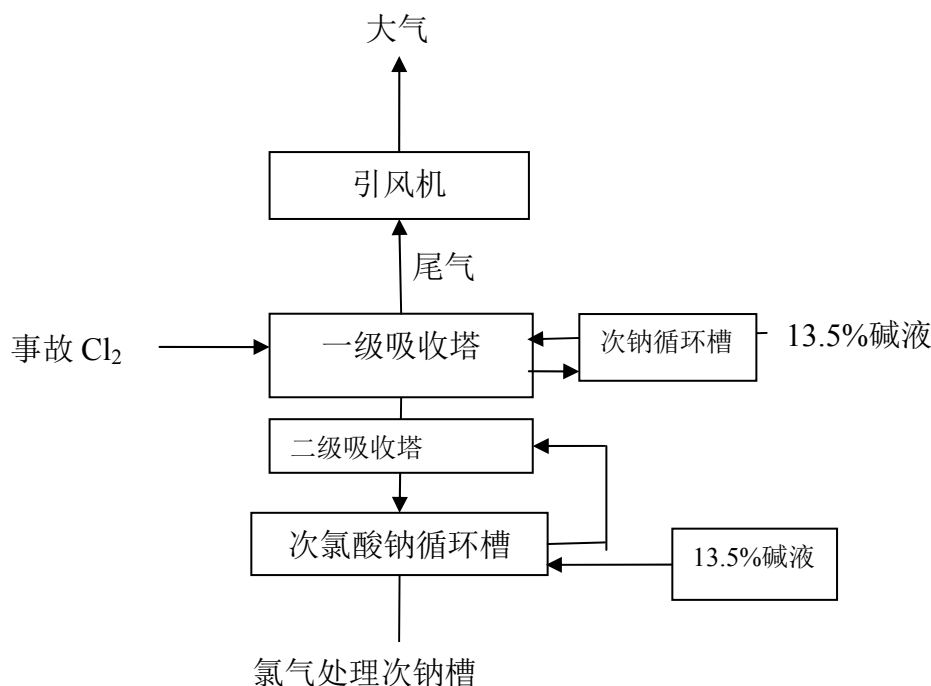 大气
引风机
尾气
事故 Cl₂
一级吸收塔
次钠循环槽
13.5%碱液
二级吸收塔
次氯酸钠循环槽
13.5%碱液
氯气处理次钠槽